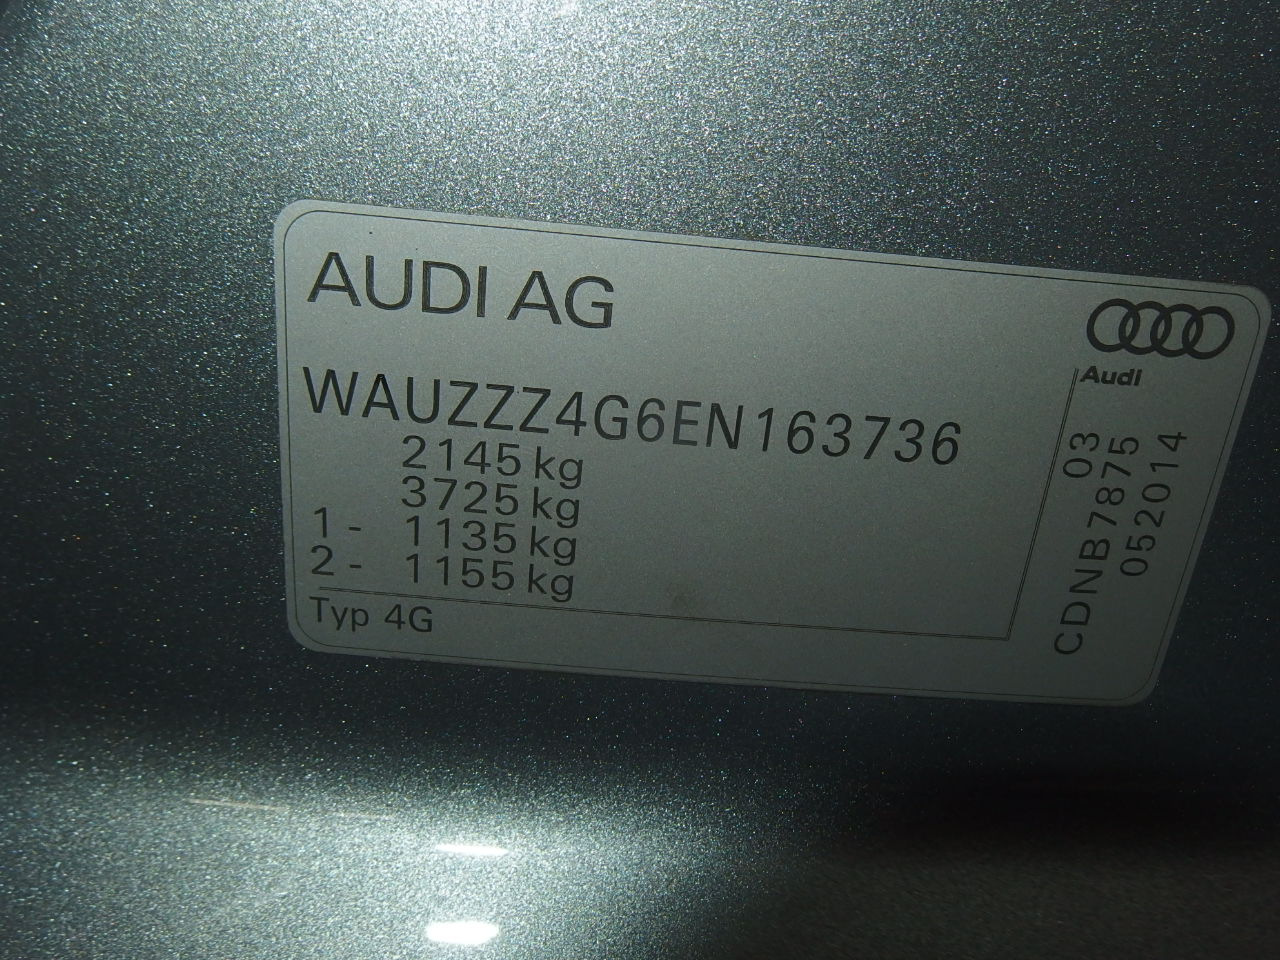 AUDI AG
Audi
WAUZZZ4G6EN163736
2145 kg
3725 kg
1 - 1135 kg
2 - 1155 kg
Typ 4G
03
CDNB7875
052014